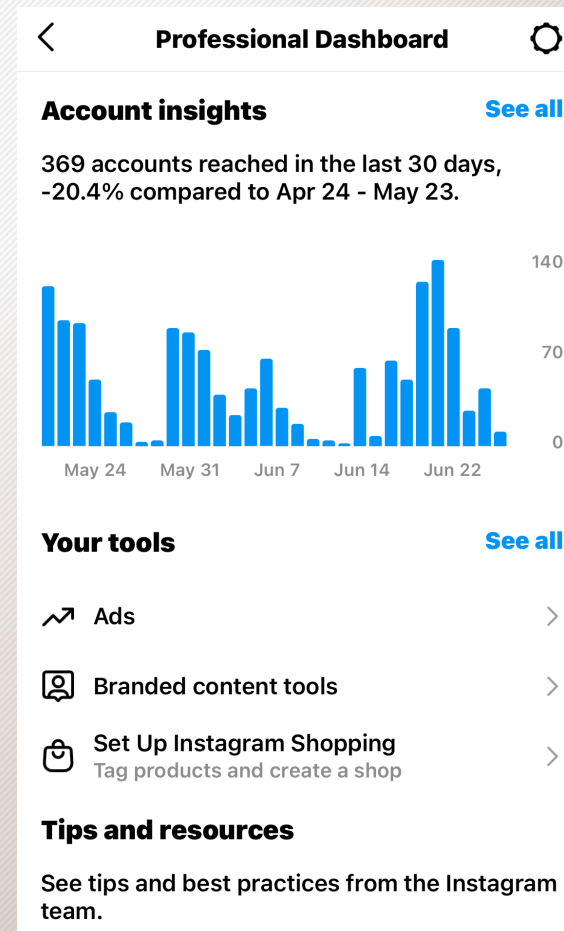 Professional Dashboard
Account insights
See all
369 accounts reached in the last 30 days,
-20.4% compared to Apr 24 - May 23.
140
70
0
May 24
May 31
Jun 7
Jun 14
Jun 22
Your tools
See all
Ads
Branded content tools
Set Up Instagram Shopping
Tag products and create a shop
Tips and resources
See tips and best practices from the Instagram
team.